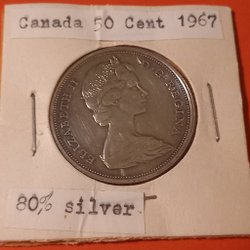 Canada 50 Cent 1967
ELIZABETH II D·G·REGINA
80% silver